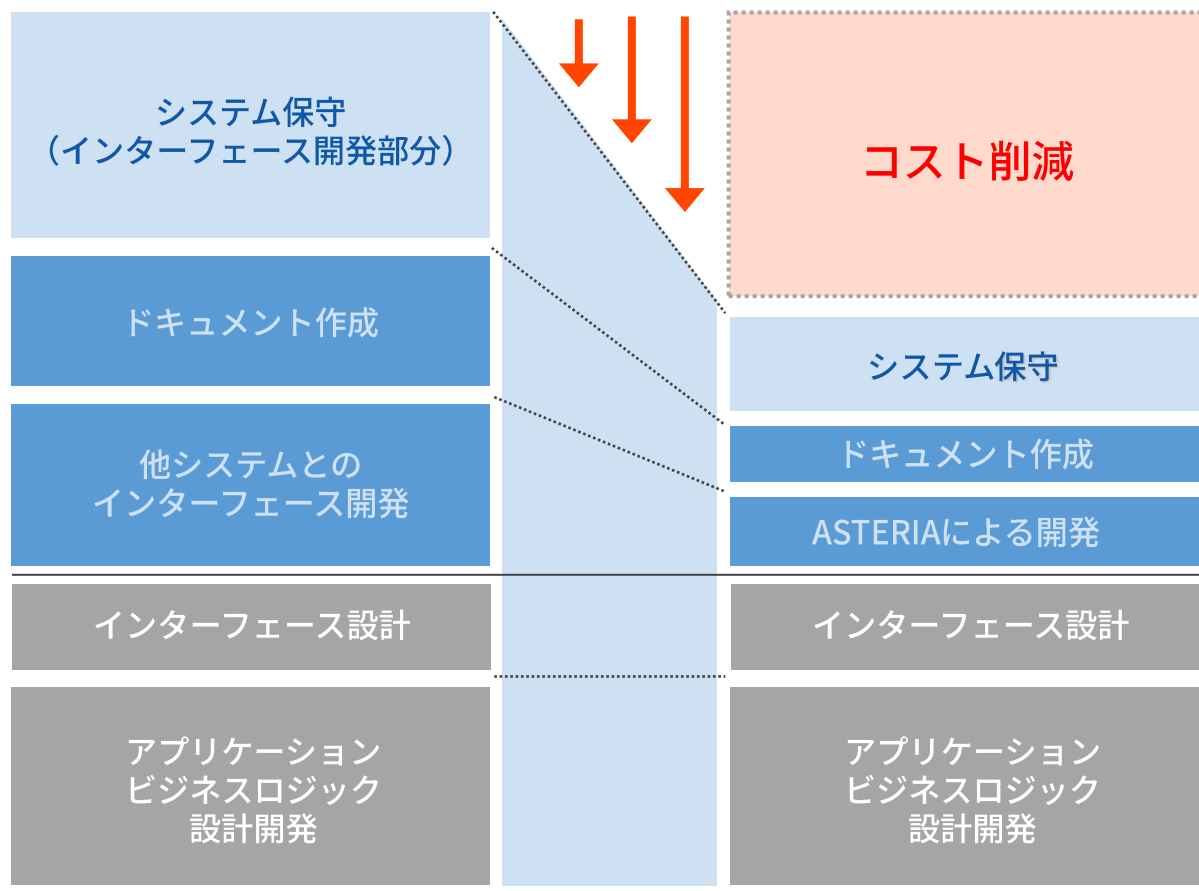 システム保守
（インターフェース開発部分）
ドキュメント作成
他システムとの
インターフェース開発
インターフェース設計
アプリケーション
ビジネスロジック
設計開発
コスト削減
システム保守
ドキュメント作成
ASTERIAによる開発
インターフェース設計
アプリケーション
ビジネスロジック
設計開発